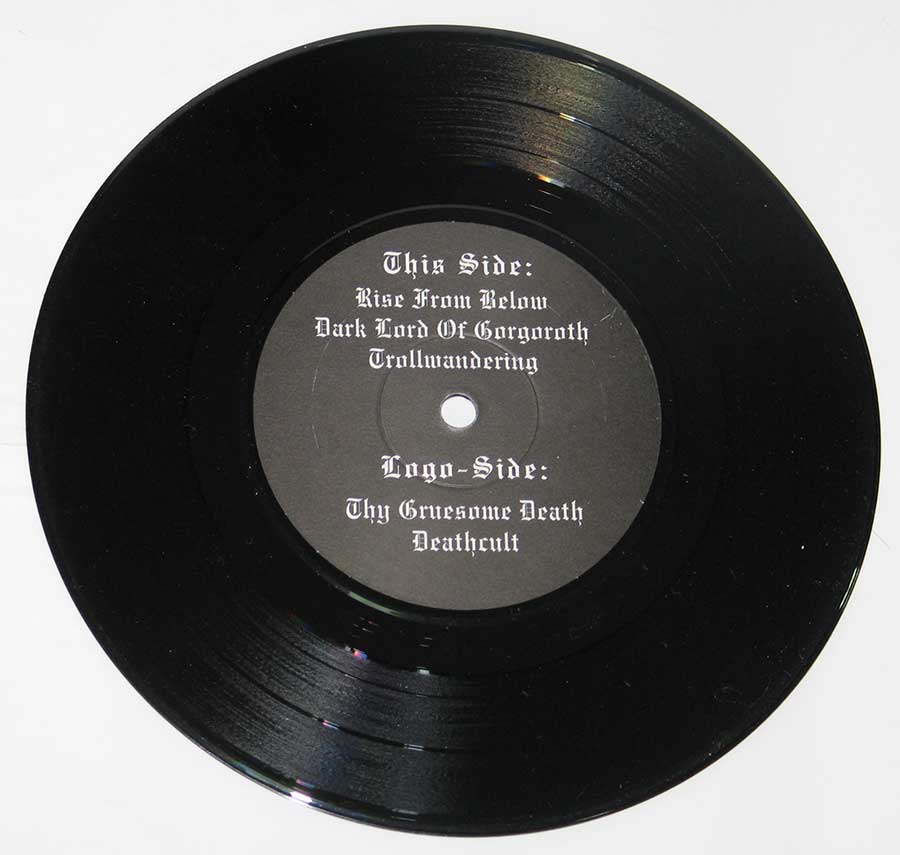 This Side:
Rise From Below
Dark Lord Of Gorgoroth
Trollwandering
Logo-Side:
Thy Gruesome Death
Deathcult